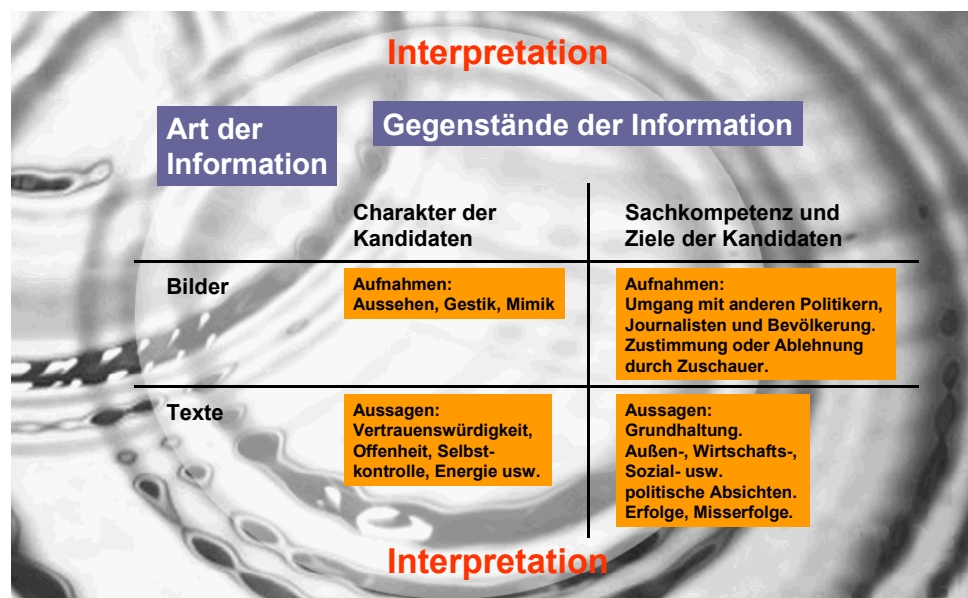 Interpretation
Art der
Information
Gegenstände der Information
Charakter der
Kandidaten
Sachkompetenz und
Ziele der Kandidaten
Bilder
Aufnahmen:
Aussehen, Gestik, Mimik
Aufnahmen:
Umgang mit anderen Politikern,
Journalisten und Bevölkerung.
Zustimmung oder Ablehnung
durch Zuschauer.
Texte
Aussagen:
Vertrauenswürdigkeit,
Offenheit, Selbst-
kontrolle, Energie usw.
Aussagen:
Grundhaltung.
Außen-, Wirtschafts-,
Sozial- usw.
politische Absichten.
Erfolge, Misserfolge.
Interpretation